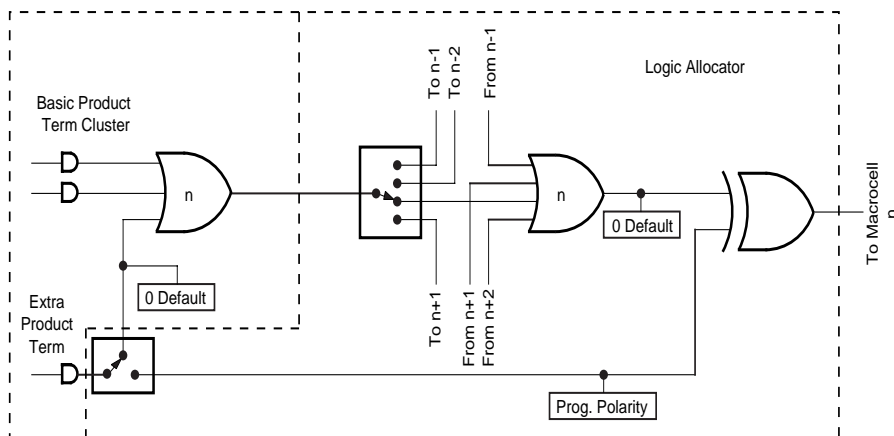 Basic Product
Term Cluster
n
0 Default
Extra
Product
Term
To n-1
To n-2
From n-1
Logic Allocator
n
0 Default
To n+1
From n+1
From n+2
Prog. Polarity
To Macrocell
n